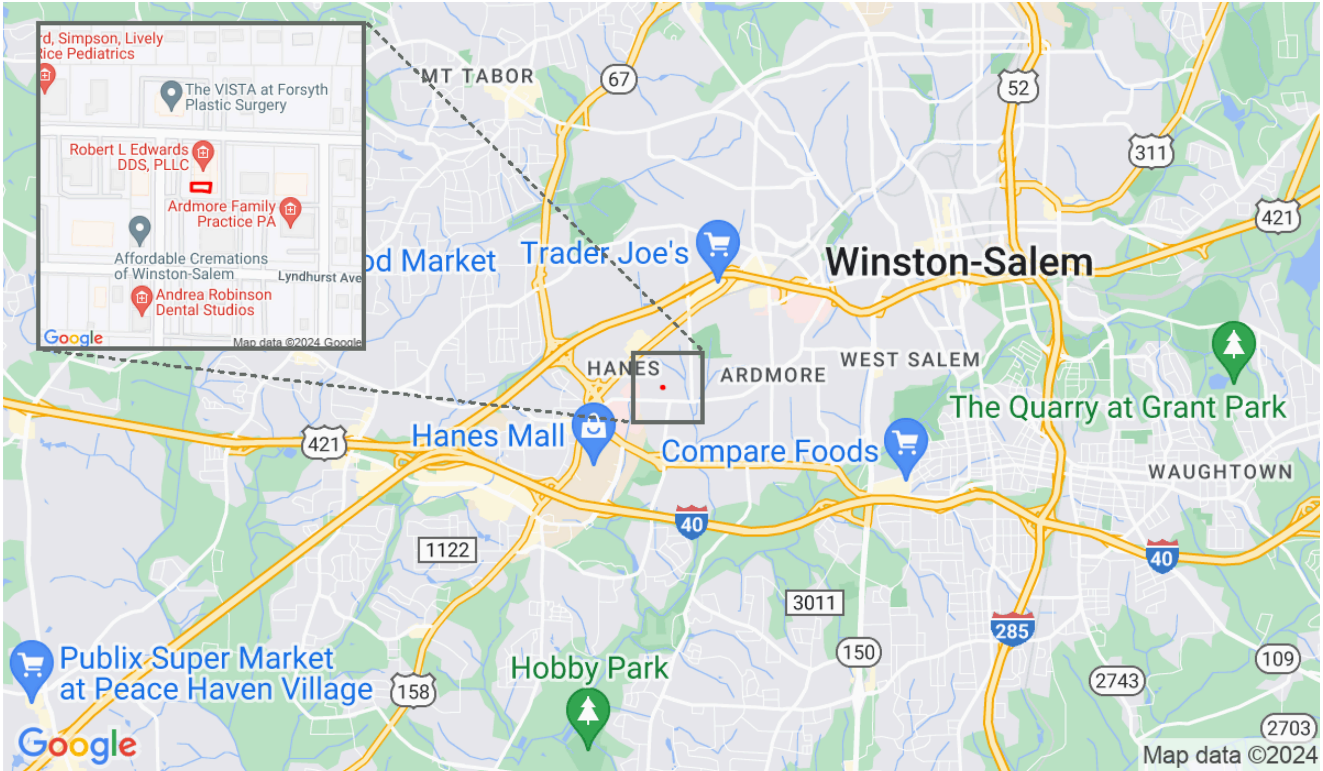 rd, Simpson, Lively
Rice Pediatrics
The VISTA at Forsyth
Plastic Surgery
Robert L Edwards
DDS, PLLC
Ardmore Family
Practice PA
Affordable Cremations
of Winston-Salem
Lyndhurst Ave
Andrea Robinson
Dental Studios
Google
Map data ©2024 Google
MT TABOR
67
52
311
421
od Market
Trader Joe's
Winston-Salem
HANES
ARDMORE
WEST SALEM
The Quarry at Grant Park
421
Hanes Mall
Compare Foods
WAUGHTOWN
40
1122
40
3011
285
150
109
Publix Super Market
at Peace Haven Village
158
Hobby Park
2743
2703
Google
Map data ©2024